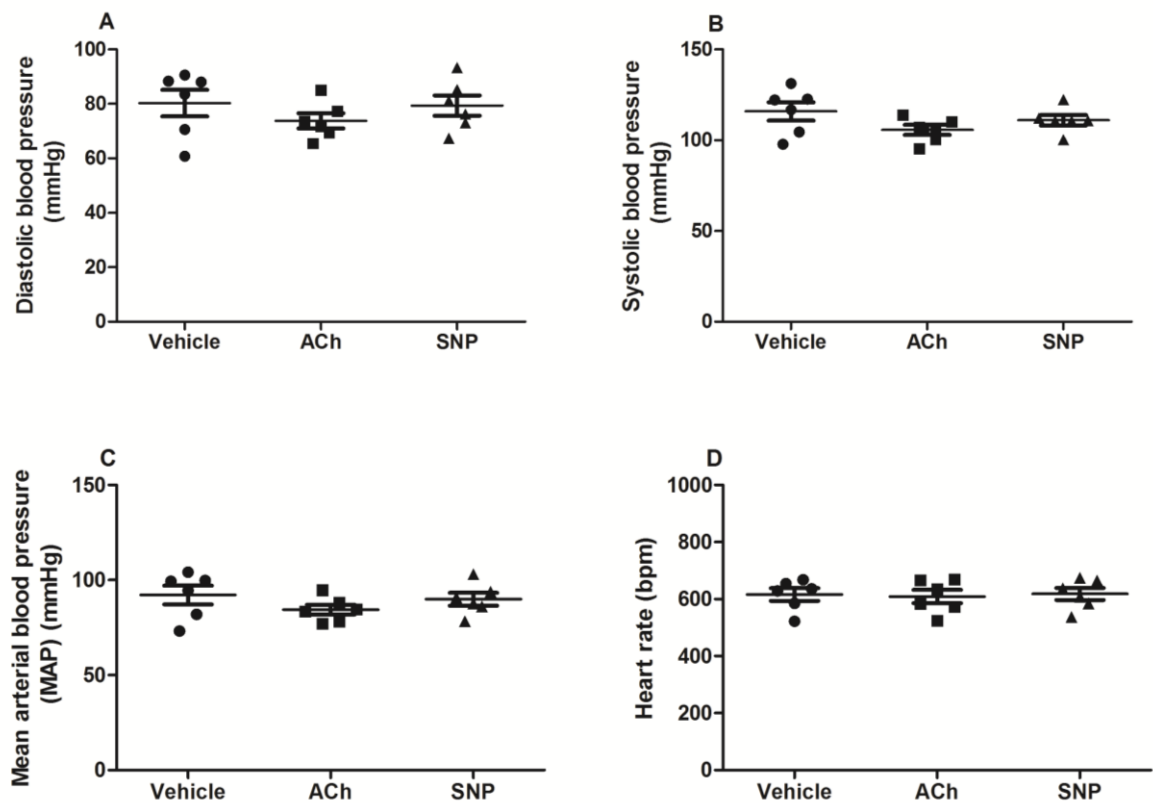 A
Diastolic blood pressure
(mmHg)
100
80
60
40
20
0
Vehicle ACh SNP
B
Systolic blood pressure
(mmHg)
150
100
50
0
Vehicle ACh SNP
C
Mean arterial blood pressure
(MAP) (mmHg)
150
100
50
0
Vehicle ACh SNP
D
Heart rate (bpm)
1000
800
600
400
200
0
Vehicle ACh SNP